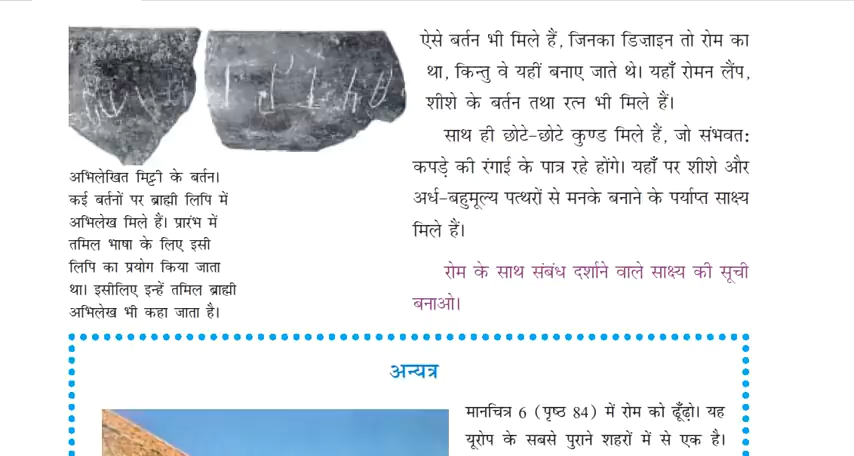 ऐसे बर्तन भी मिले हैं, जिनका डिज़ाइन तो रोम का
था, किन्तु वे यहीं बनाए जाते थे। यहाँ रोमन लैंप,
शीशे के बर्तन तथा रत्न भी मिले हैं।
साथ ही छोटे-छोटे कुण्ड मिले हैं, जो संभवत:
कपड़े की रंगाई के पात्र रहे होंगे। यहाँ पर शीशे और
अर्ध-बहुमूल्य पत्थरों से मनके बनाने के पर्याप्त साक्ष्य
मिले हैं।
रोम के साथ संबंध दर्शाने वाले साक्ष्य की सूची
बनाओ।
अभिलेखित मिट्टी के बर्तन।
कई बर्तनों पर ब्राह्मी लिपि में
अभिलेख मिले हैं। प्रारंभ में
तमिल भाषा के लिए इसी
लिपि का प्रयोग किया जाता
था। इसीलिए इन्हें तमिल ब्राह्मी
अभिलेख भी कहा जाता है।
अन्यत्र
मानचित्र 6 (पृष्ठ 84) में रोम को ढूँढ़ो। यह
यूरोप के सबसे पुराने शहरों में से एक है।